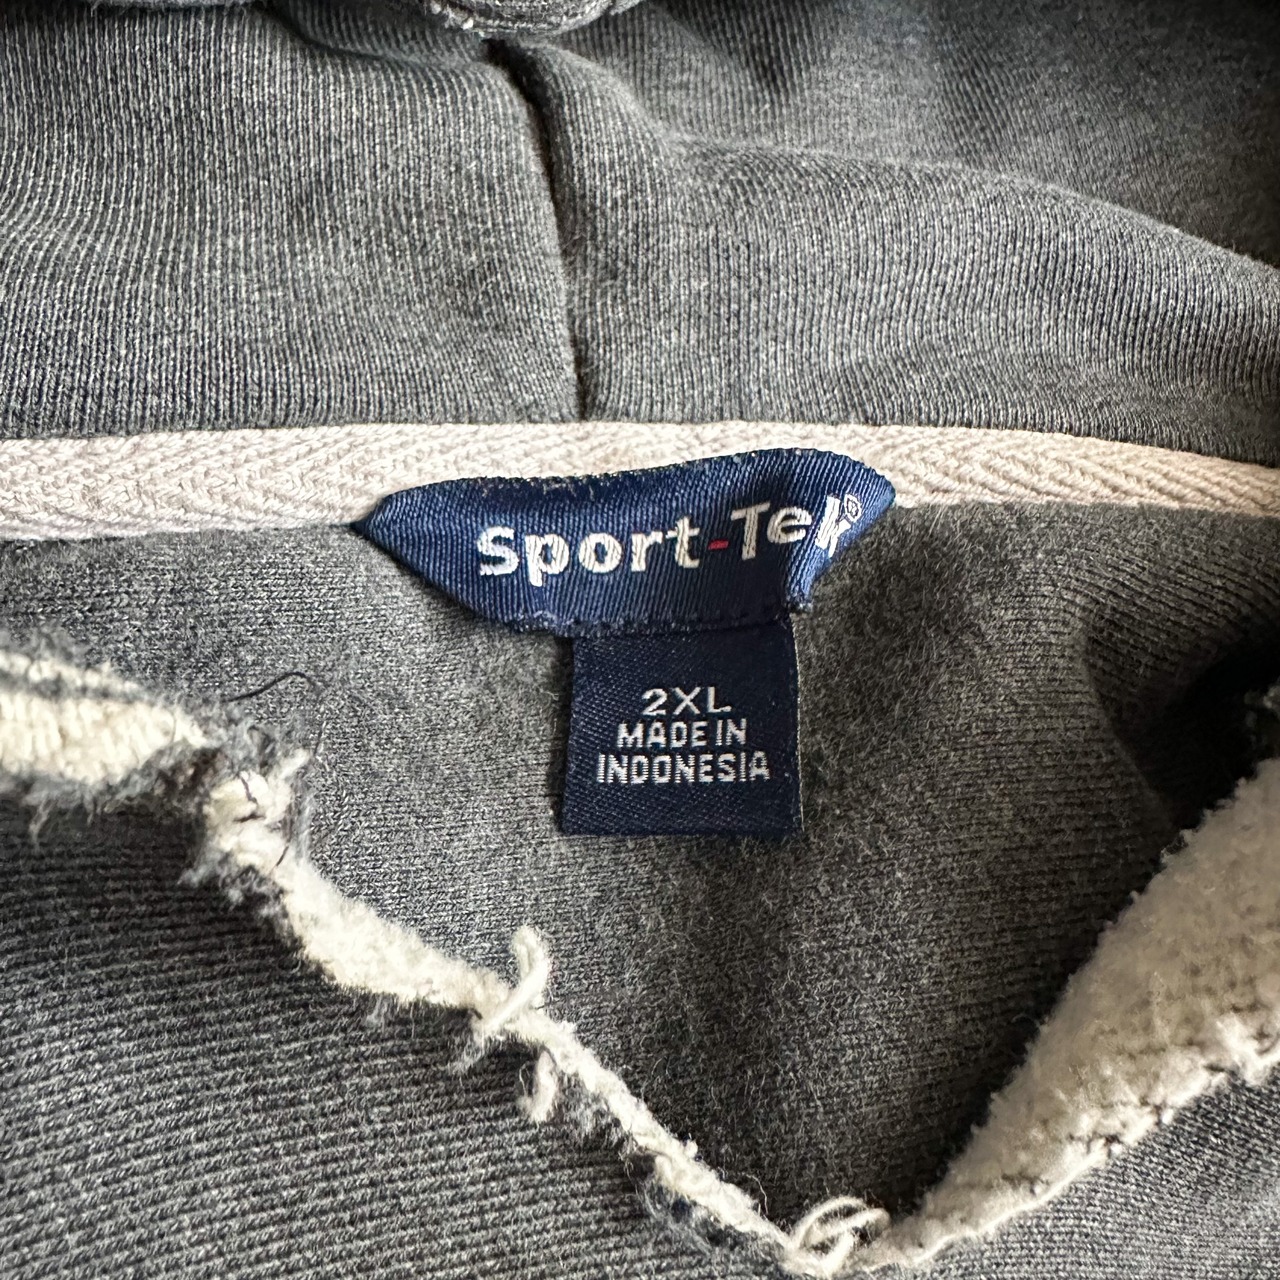 Sport-Tek®
2XL
MADE IN
INDONESIA